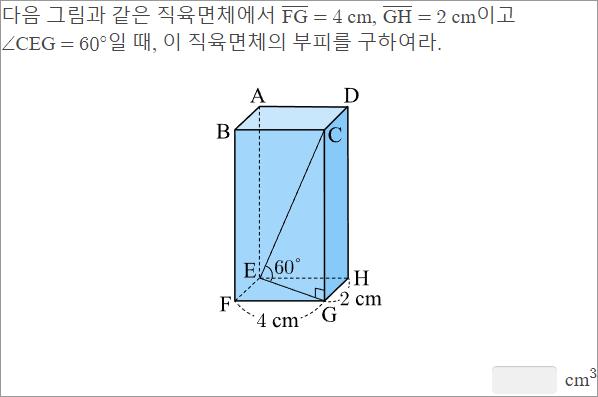 다음 그림과 같은 직육면체에서 $\overline{FG}$ = 4 cm, $\overline{GH}$ = 2 cm이고
∠CEG = 60°일 때, 이 직육면체의 부피를 구하여라.
A
D
B
C
E
60°
H
F
2 cm
G
4 cm
cm³